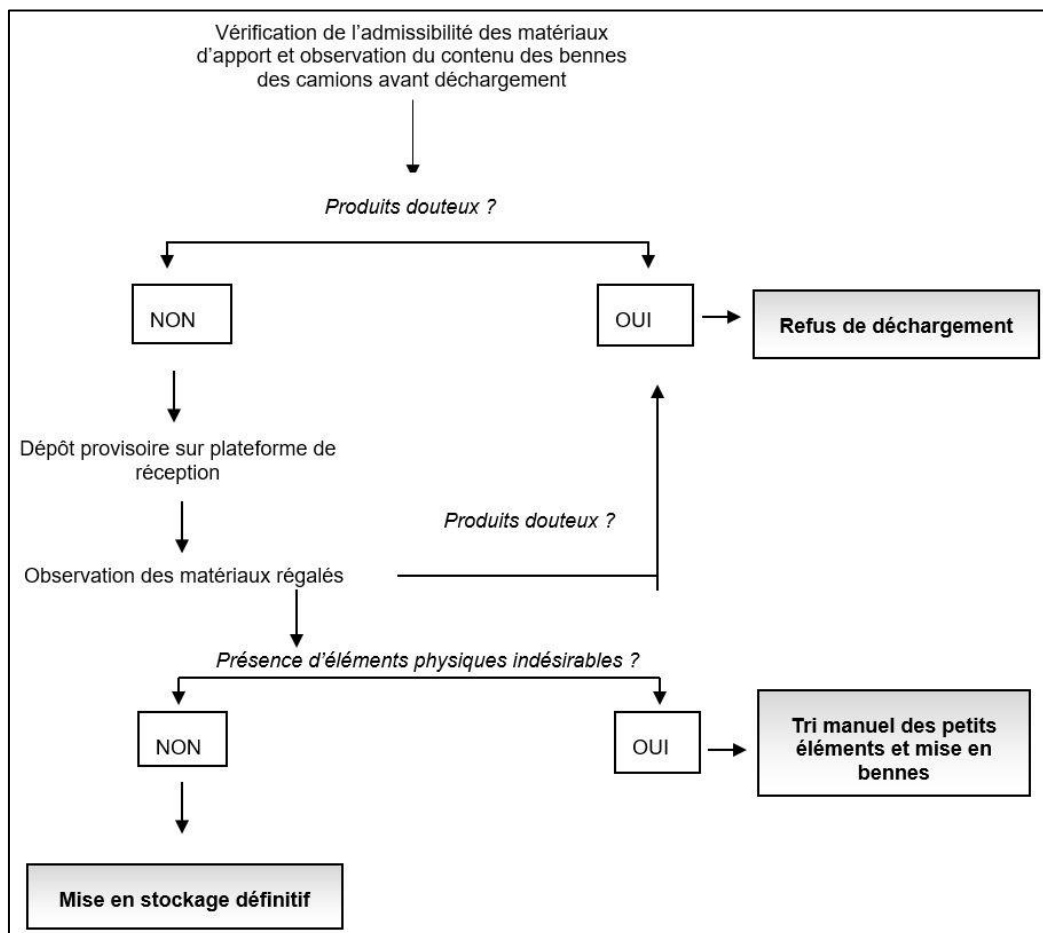 Vérification de l'admissibilité des matériaux
d'apport et observation du contenu des bennes
des camions avant déchargement
Produits douteux ?
NON
OUI
Refus de déchargement
Dépôt provisoire sur plateforme de
réception
Produits douteux ?
Observation des matériaux régalés
Présence d'éléments physiques indésirables ?
NON
OUI
Tri manuel des petits
éléments et mise en
bennes
Mise en stockage définitif